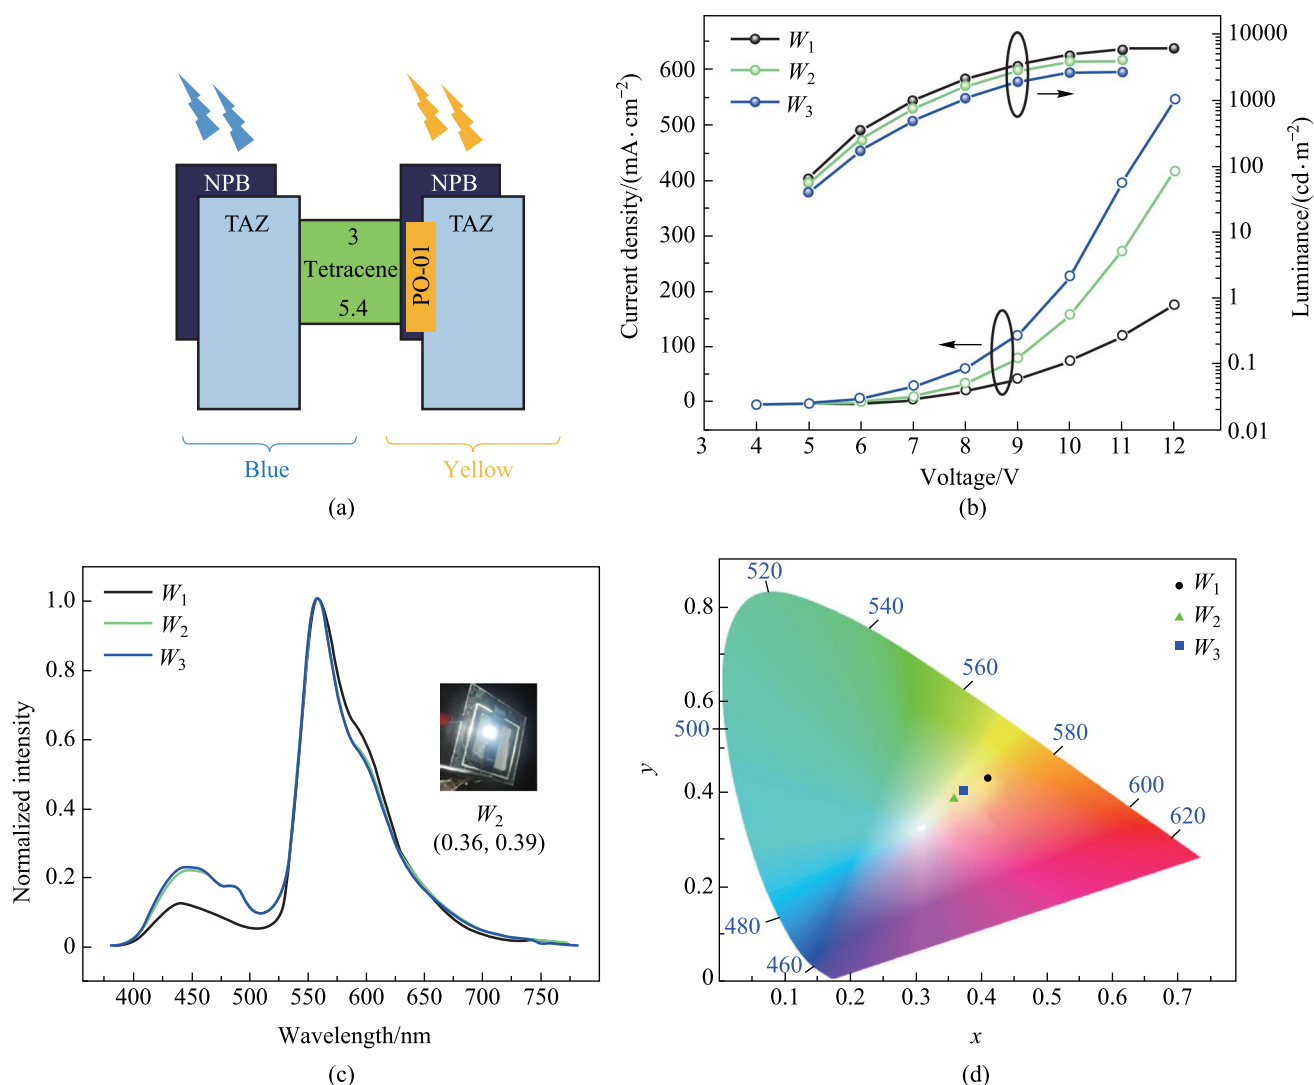 (a)
NPB
TAZ
3
Tetracene
5.4
NPB
TAZ
PO-01
Blue
Yellow
(b)
W1
W2
W3
Current density/(mA·cm−2)
600
500
400
300
200
100
0
Luminance/(cd·m−2)
10000
1000
100
10
1
0.1
0.01
3 4 5 6 7 8 9 10 11 12
Voltage/V
W1
W2
W3
Normalized intensity
1.0
0.8
0.6
0.4
0.2
0
W2
(0.36, 0.39)
400 450 500 550 600 650 700 750
Wavelength/nm
(c)
W1
W2
W3
520
540
560
580
600
620
500
480
460
y
0.8
0.6
0.4
0.2
0
0.1 0.2 0.3 0.4 0.5 0.6 0.7
x
(d)